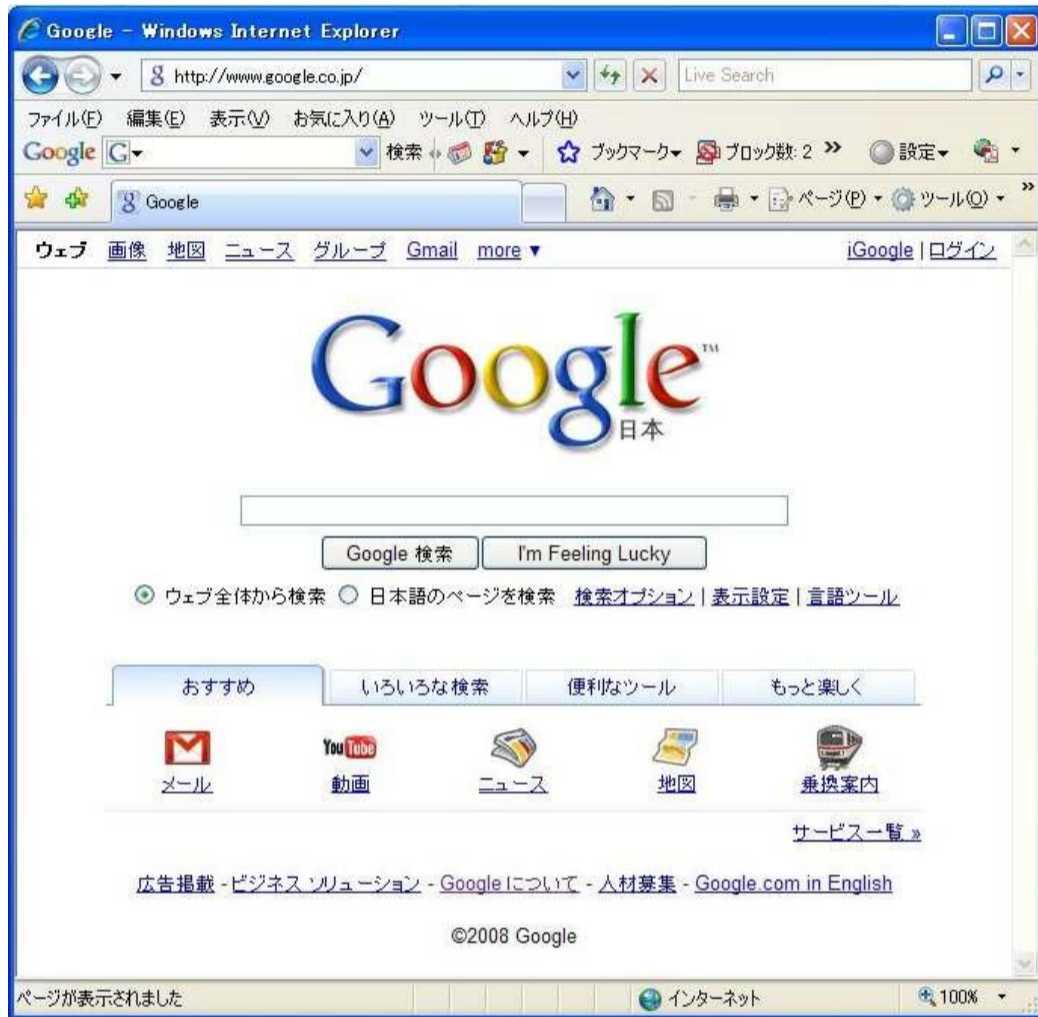 Google - Windows Internet Explorer
http://www.google.co.jp/ Live Search
ファイル(F) 編集(E) 表示(V) お気に入り(A) ツール(T) ヘルプ(H)
Google G 検索 ブックマーク ブロック数: 2 » 設定
Google ページ(P) ツール(O) »
ウェブ 画像 地図 ニュース グループ Gmail more ▼ iGoogle | ログイン
Google™
日本
Google 検索 I'm Feeling Lucky
ウェブ全体から検索 日本語のページを検索 検索オプション | 表示設定 | 言語ツール
おすすめ いろいろな検索 便利なツール もっと楽しく
YouTube
メール 動画 ニュース 地図 乗換案内
サービス一覧 »
広告掲載 - ビジネス ソリューション - Google について - 人材募集 - Google.com in English
©2008 Google
ページが表示されました インターネット 100%